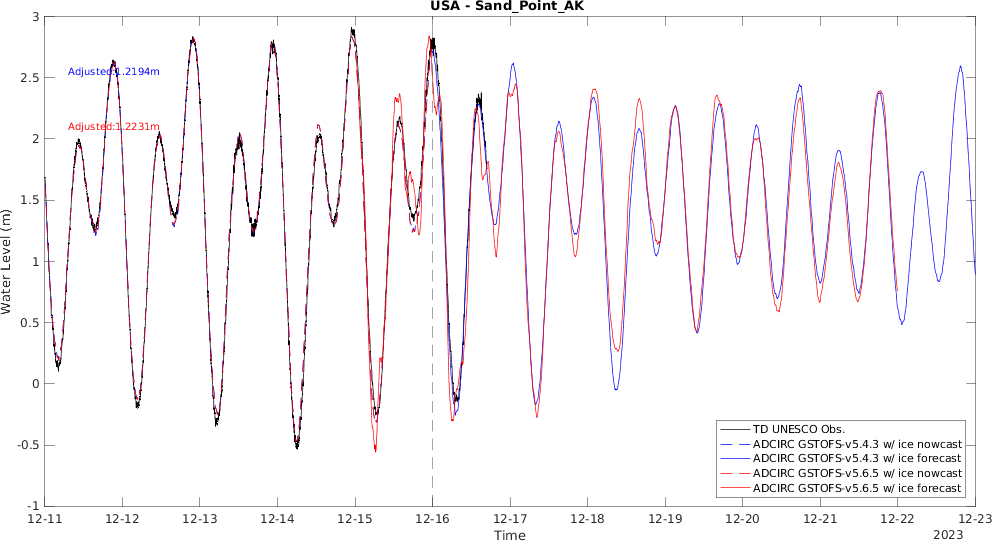 USA - Sand_Point_AK
3
2.5
2
1.5
1
0.5
0
-0.5
-1
Water Level (m)
Adjusted:1.2194m
Adjusted:1.2231m
TD UNESCO Obs.
ADCIRC GSTOFS-v5.4.3 w/ ice nowcast
ADCIRC GSTOFS-v5.4.3 w/ ice forecast
ADCIRC GSTOFS-v5.6.5 w/ ice nowcast
ADCIRC GSTOFS-v5.6.5 w/ ice forecast
12-11 12-12 12-13 12-14 12-15 12-16 12-17 12-18 12-19 12-20 12-21 12-22 12-23
Time
2023